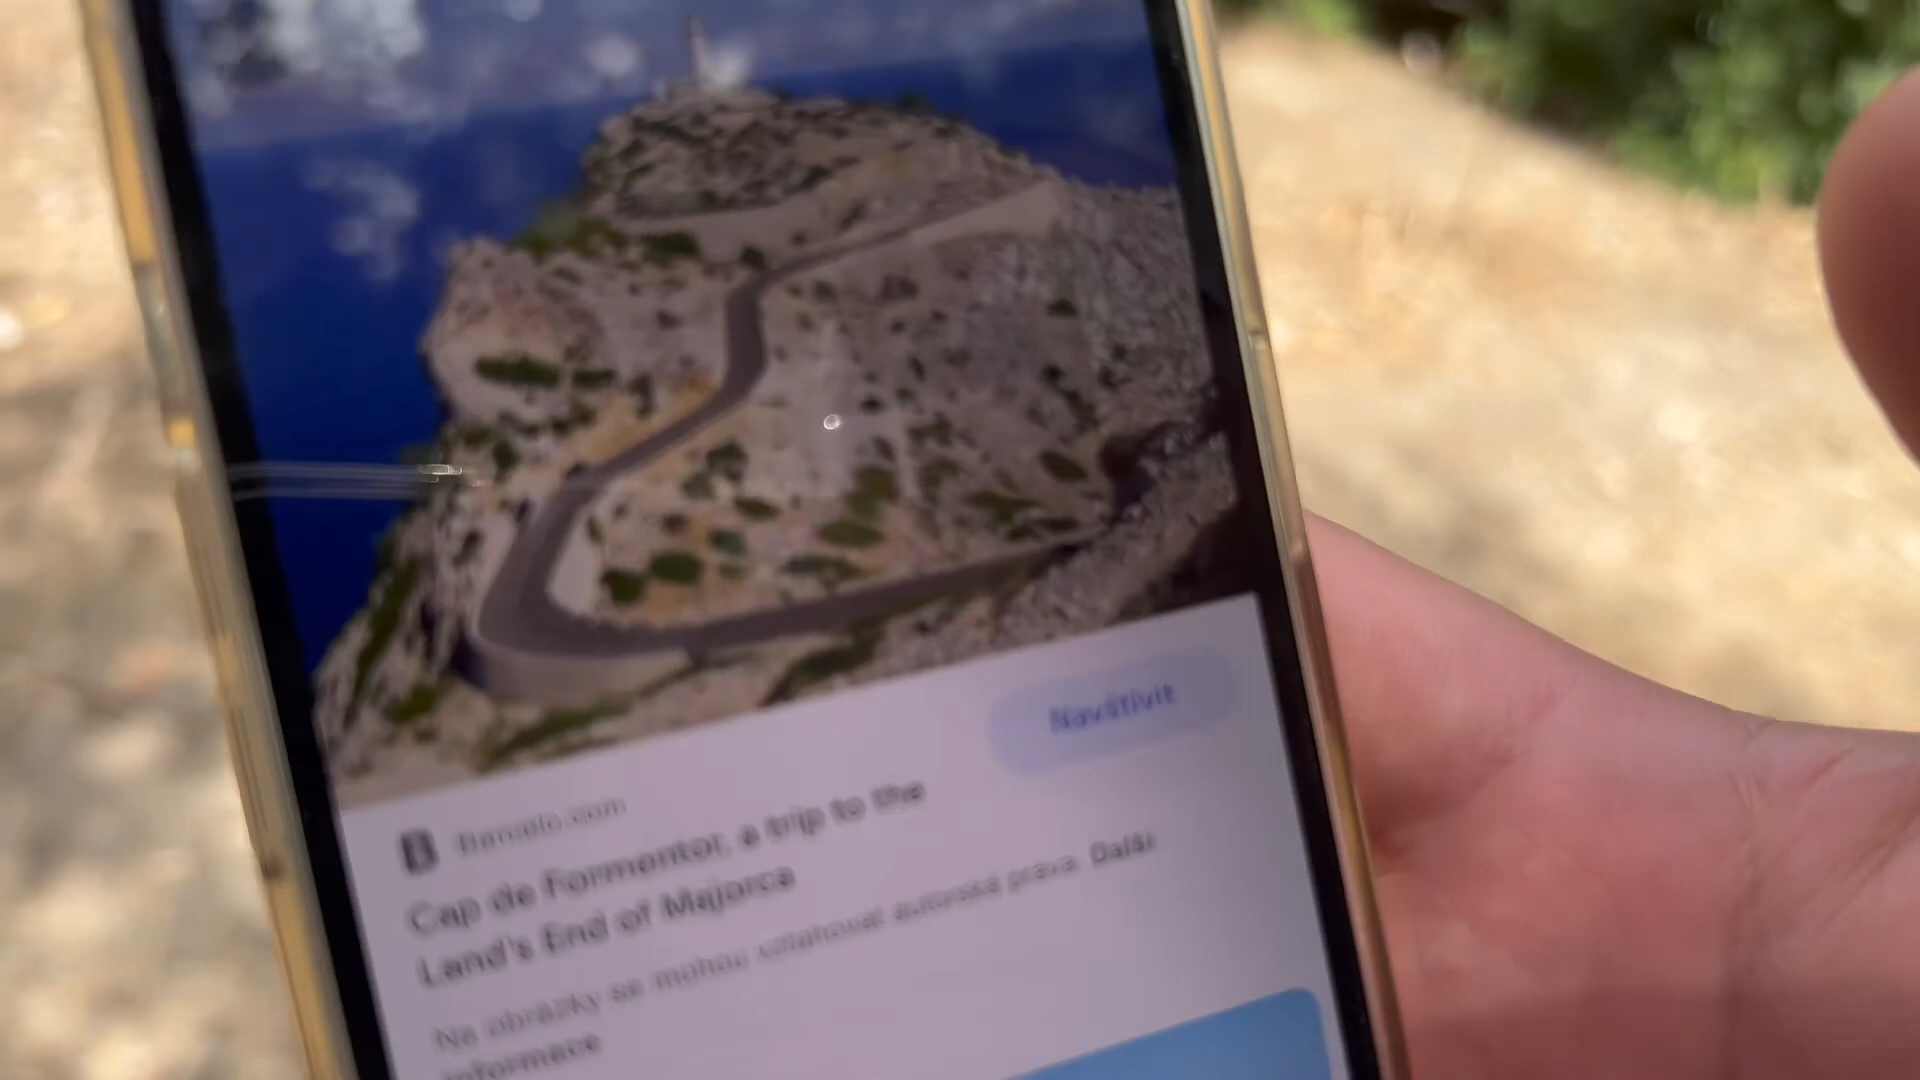 Navštívit
B Barcelo.com
Cap de Formentor, a trip to the
Land's End of Majorca
Na obrázky se mohou vztahovat autorská práva. Další
informace